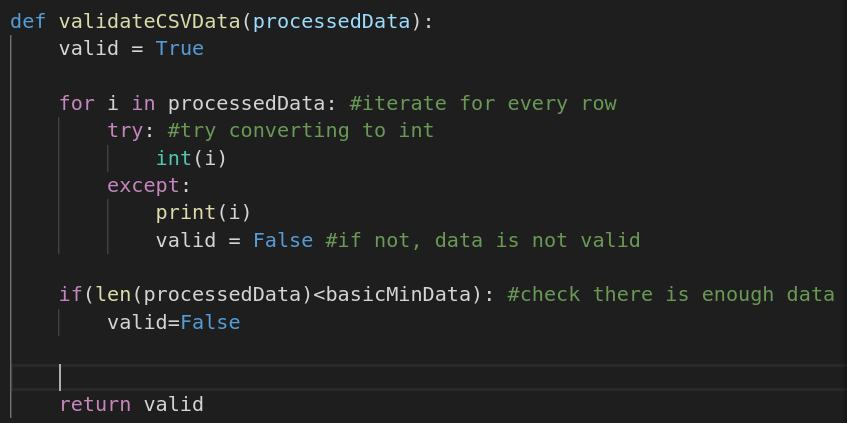 def validateCSVData(processedData):
    valid = True
    for i in processedData: #iterate for every row
        try: #try converting to int
            int(i)
        except:
            print(i)
            valid = False #if not, data is not valid
    if(len(processedData)<basicMinData): #check there is enough data
        valid=False
    return valid